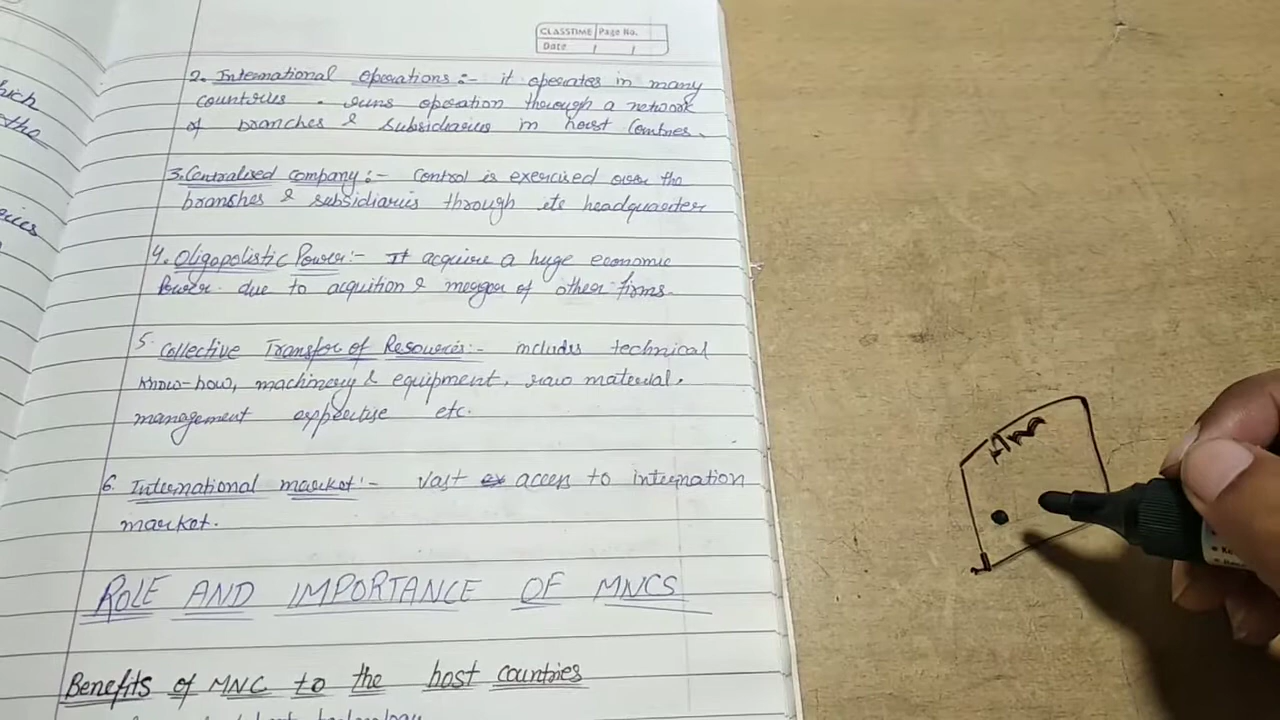 CLASSTIME Page No.
Date / /
2. International operations :- it operates in many
countries . runs operation through a network
of branches & subsidiaries in host
3. Centralised company :- Control is exercised over the
branches & subsidiaries through its headquarter
4. Oligopolistic Power :- It acquire a huge economic
Power due to acquition & merger of other firms.
5. Collective Transfer of Resources :- includes technical
know-how, machinery & equipment, raw material,
management etc.
6. International market :- Vast access to internation
market.
ROLE AND IMPORTANCE OF MNCS
Benefits of MNC to the host countries
technology